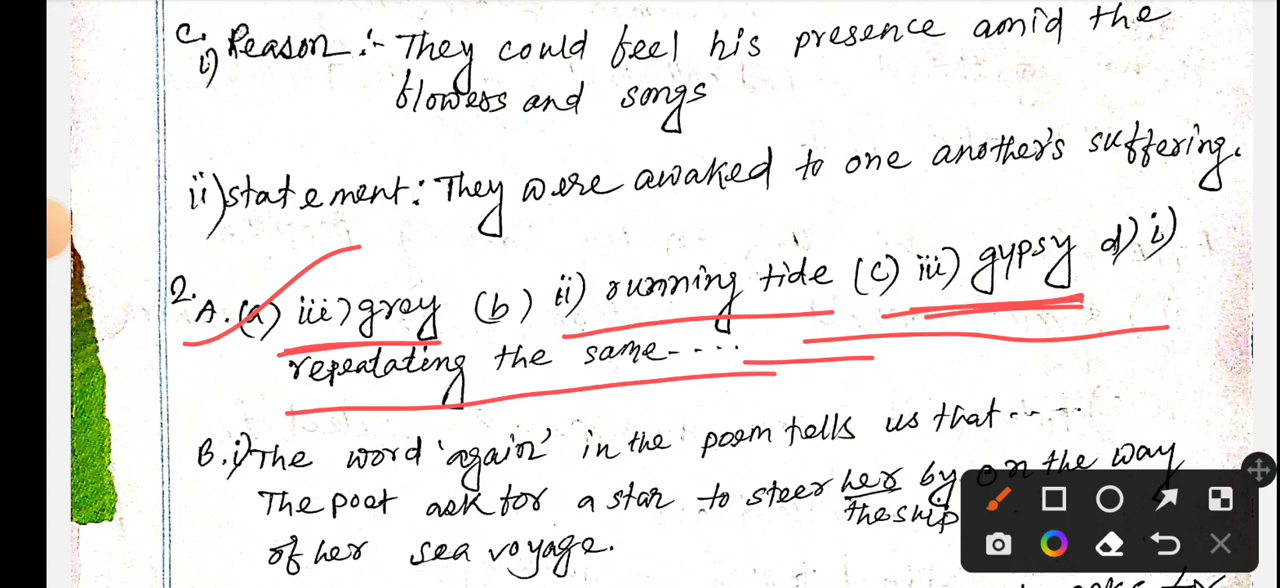 C.
i) Reason :- They could feel his presence amid the
flowers and songs
ii) statement: They were awaked to one another's suffering.
2. A. (a) iii) grey (b) ii) running tide (c) iii) gypsy d) i)
repeatating the same-....
B. i) The word 'again' in the poem tells us that.....
The poet ask for a star to steer her by on the way
the ship
of her sea voyage.